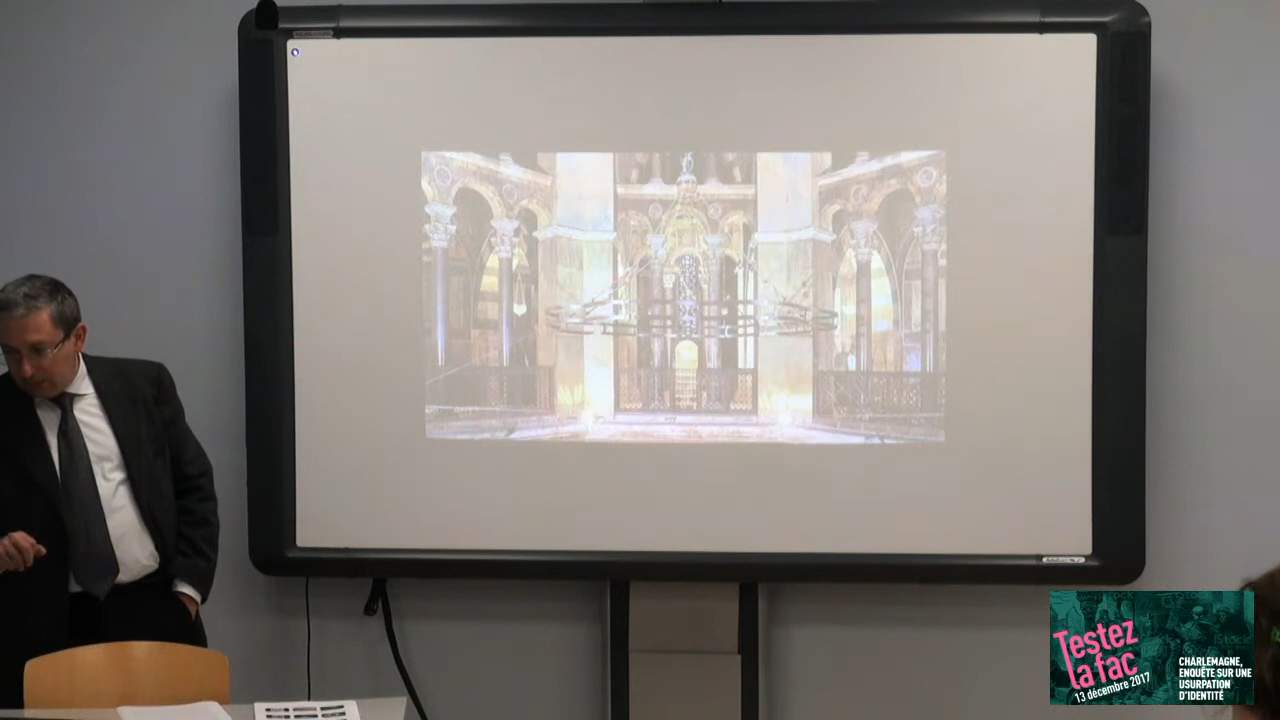 Testez
la fac
13 décembre 2017
CHARLEMAGNE,
ENQUÊTE SUR UNE
USURPATION
D'IDENTITÉ